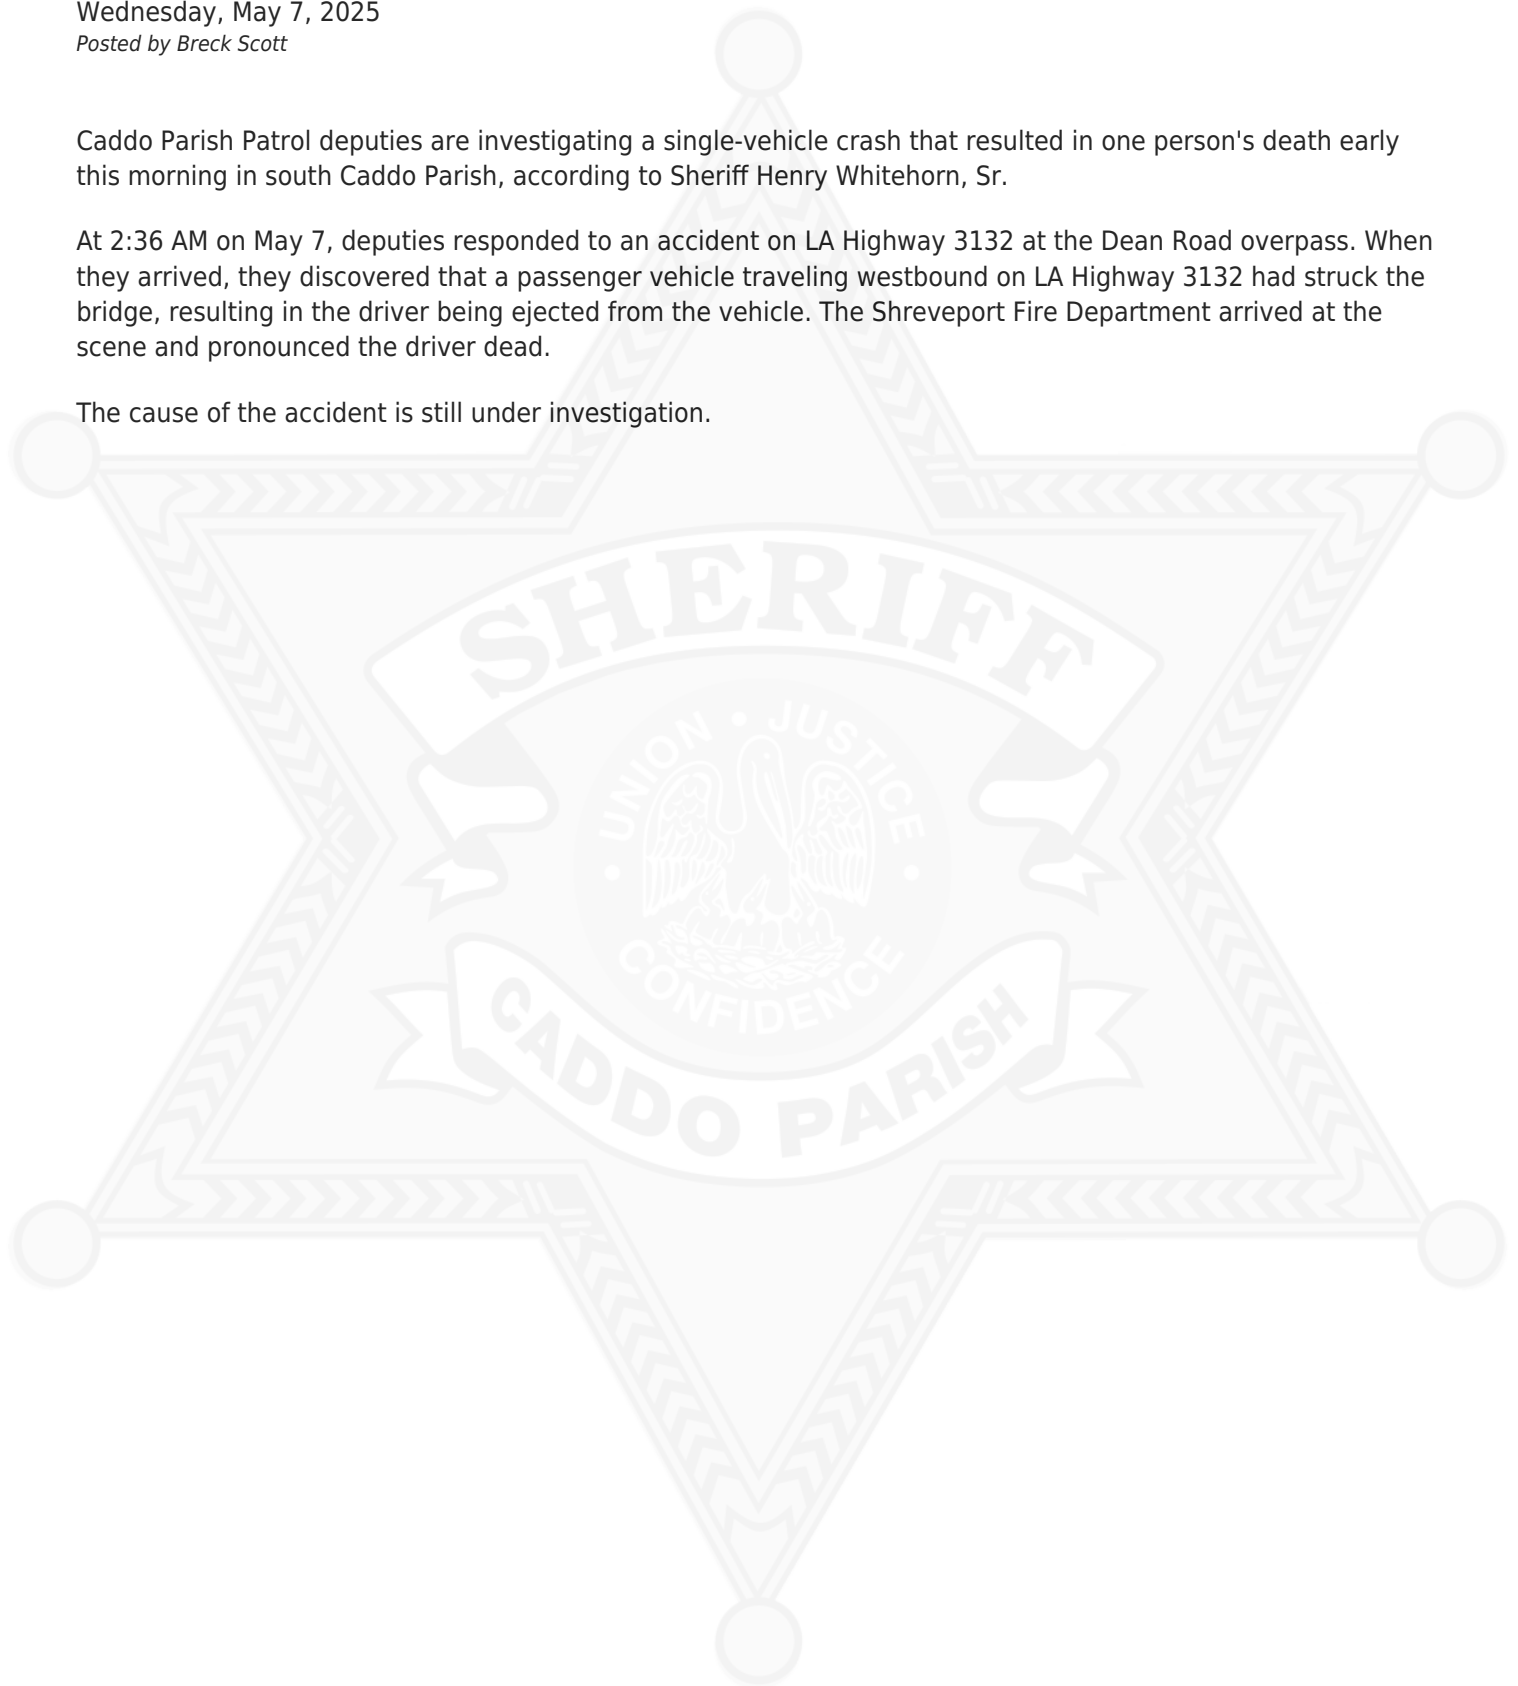 Wednesday, May 7, 2025
Posted by Breck Scott
Caddo Parish Patrol deputies are investigating a single-vehicle crash that resulted in one person's death early
this morning in south Caddo Parish, according to Sheriff Henry Whitehorn, Sr.
At 2:36 AM on May 7, deputies responded to an accident on LA Highway 3132 at the Dean Road overpass. When
they arrived, they discovered that a passenger vehicle traveling westbound on LA Highway 3132 had struck the
bridge, resulting in the driver being ejected from the vehicle. The Shreveport Fire Department arrived at the
scene and pronounced the driver dead.
The cause of the accident is still under investigation.
SHERIFF
UNION • JUSTICE
• CONFIDENCE •
CADDO PARISH